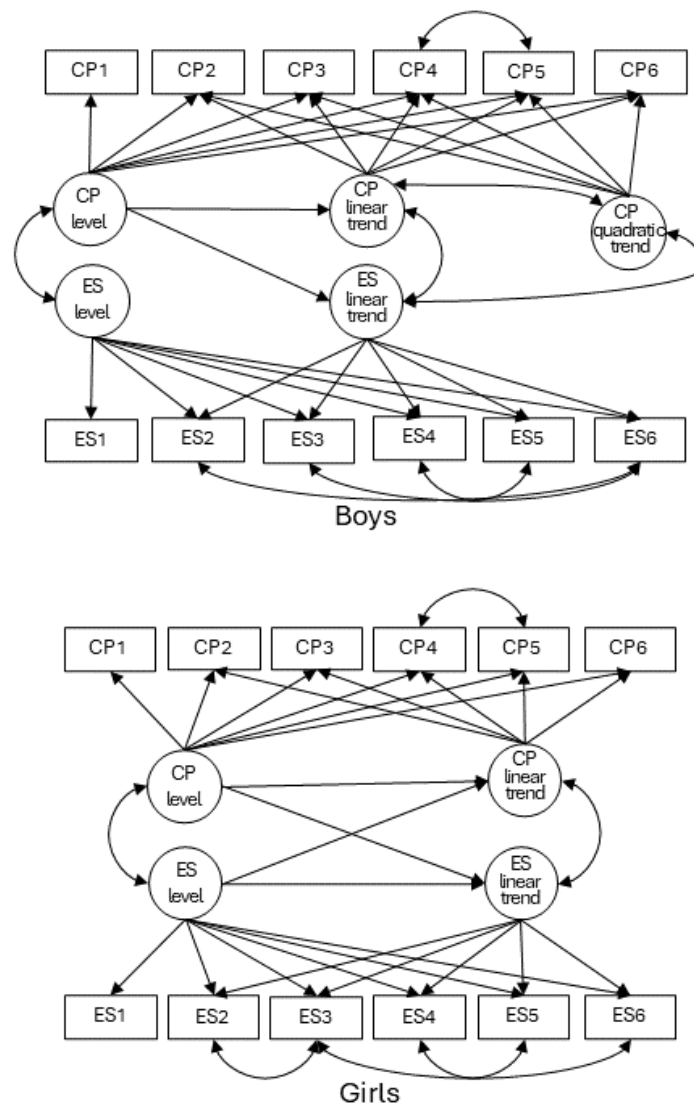 CP1 CP2 CP3 CP4 CP5 CP6
CP
level
CP
linear
trend
CP
quadratic
trend
ES
level
ES
linear
trend
ES1 ES2 ES3 ES4 ES5 ES6
Boys
CP1 CP2 CP3 CP4 CP5 CP6
CP
level
CP
linear
trend
ES
level
ES
linear
trend
ES1 ES2 ES3 ES4 ES5 ES6
Girls